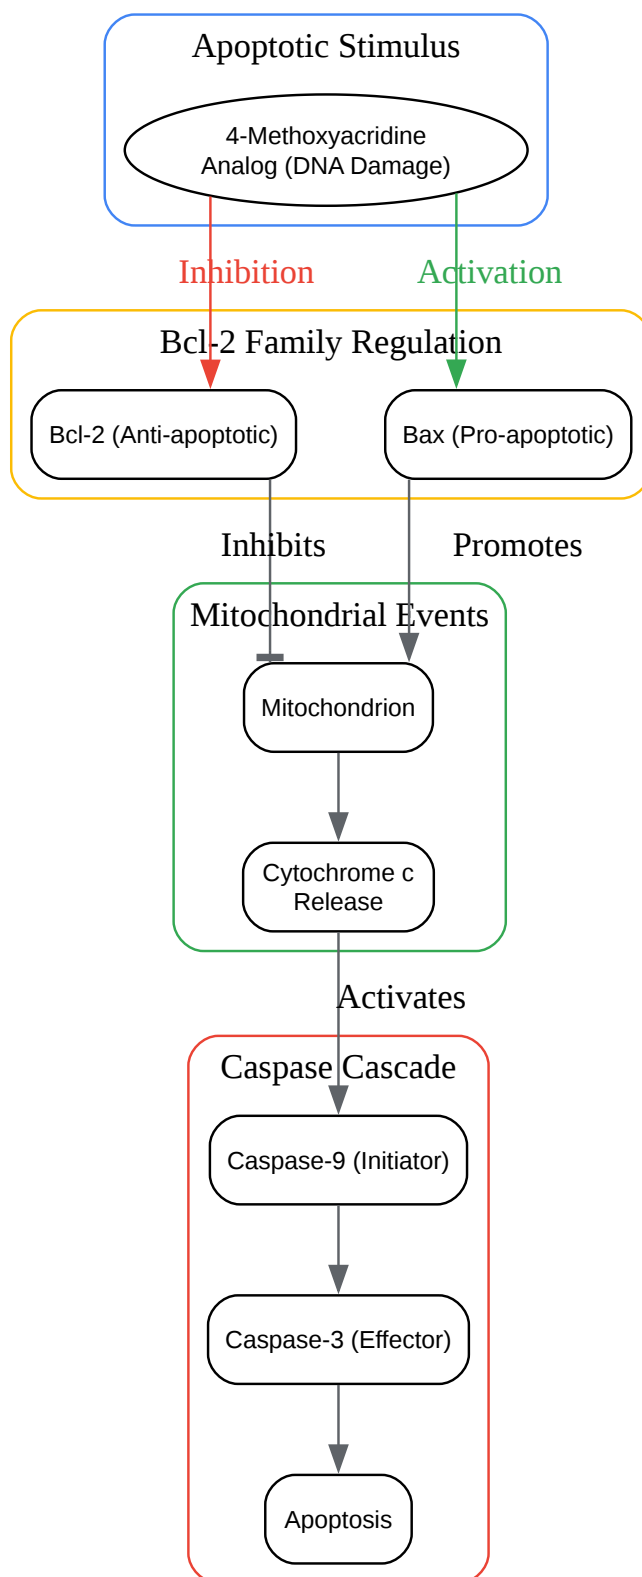 Apoptotic Stimulus
4-Methoxyacridine
Analog (DNA Damage)
Inhibition
Activation
Bcl-2 Family Regulation
Bcl-2 (Anti-apoptotic)
Bax (Pro-apoptotic)
Inhibits
Promotes
Mitochondrial Events
Mitochondrion
Cytochrome c
Release
Activates
Caspase Cascade
Caspase-9 (Initiator)
Caspase-3 (Effector)
Apoptosis